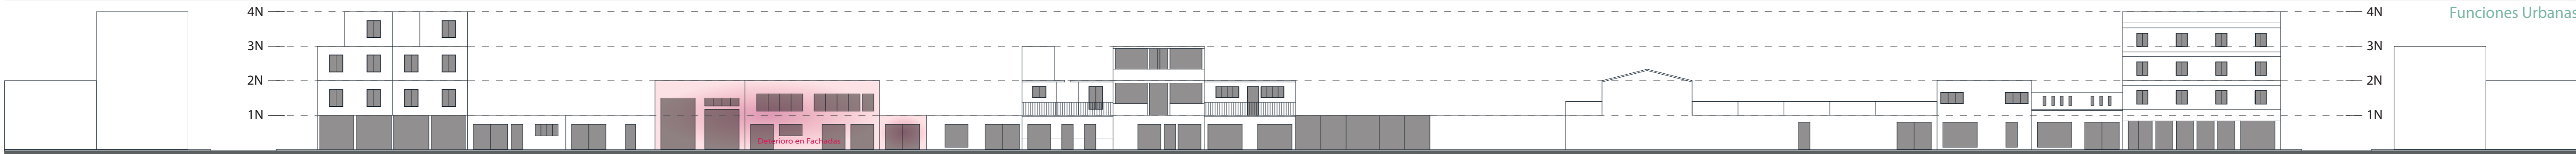 4N
3N
2N
1N
Deterioro en Fachadas
4N
3N
2N
1N
Funciones Urbanas